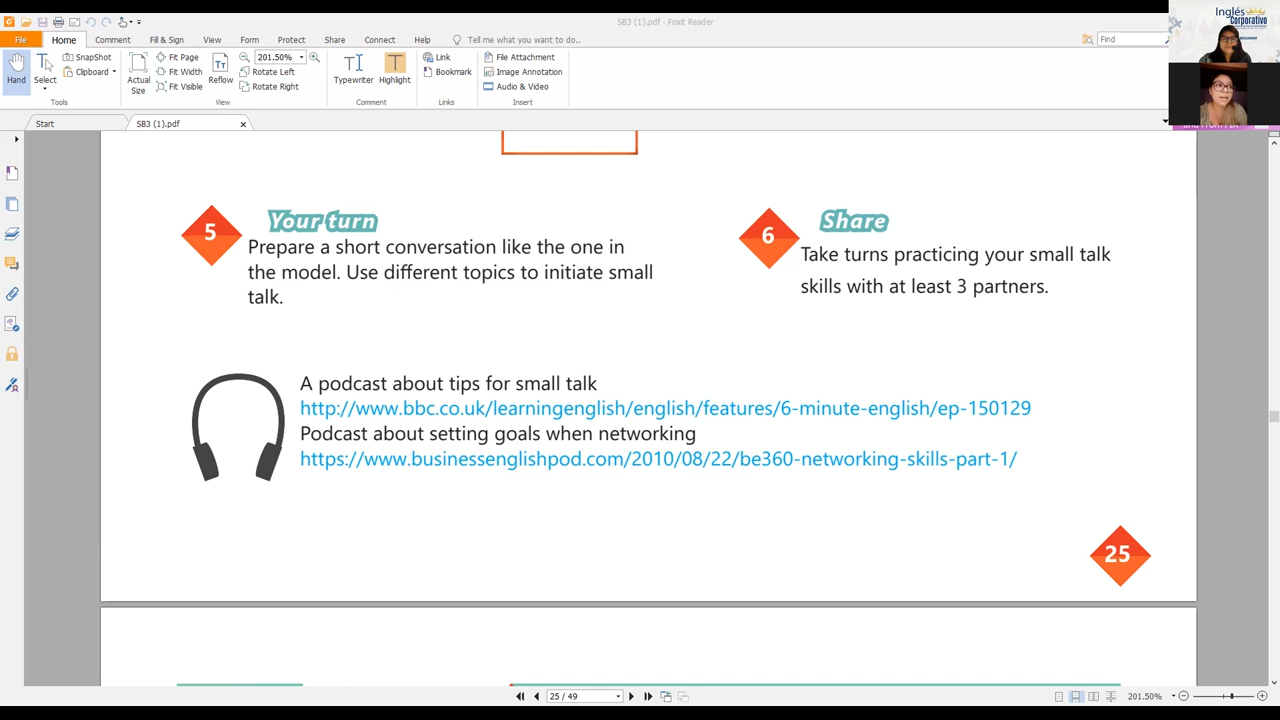 SB3 (1).pdf - Foxit Reader
File Home Comment Fill & Sign View Form Protect Share Connect Help Tell me what you want to do.. Find
Hand Select SnapShot Clipboard Actual Size Fit Page Fit Width Fit Visible Reflow 201.50% Rotate Left Rotate Right Typewriter Highlight Link Bookmark File Attachment Image Annotation Audio & Video
Tools View Comment Links Insert
Start SB3 (1).pdf
Inglés
Corporativo
5 Your turn
Prepare a short conversation like the one in
the model. Use different topics to initiate small
talk.
6 Share
Take turns practicing your small talk
skills with at least 3 partners.
A podcast about tips for small talk
http://www.bbc.co.uk/learningenglish/english/features/6-minute-english/ep-150129
Podcast about setting goals when networking
https://www.businessenglishpod.com/2010/08/22/be360-networking-skills-part-1/
25
25 / 49 201.50%